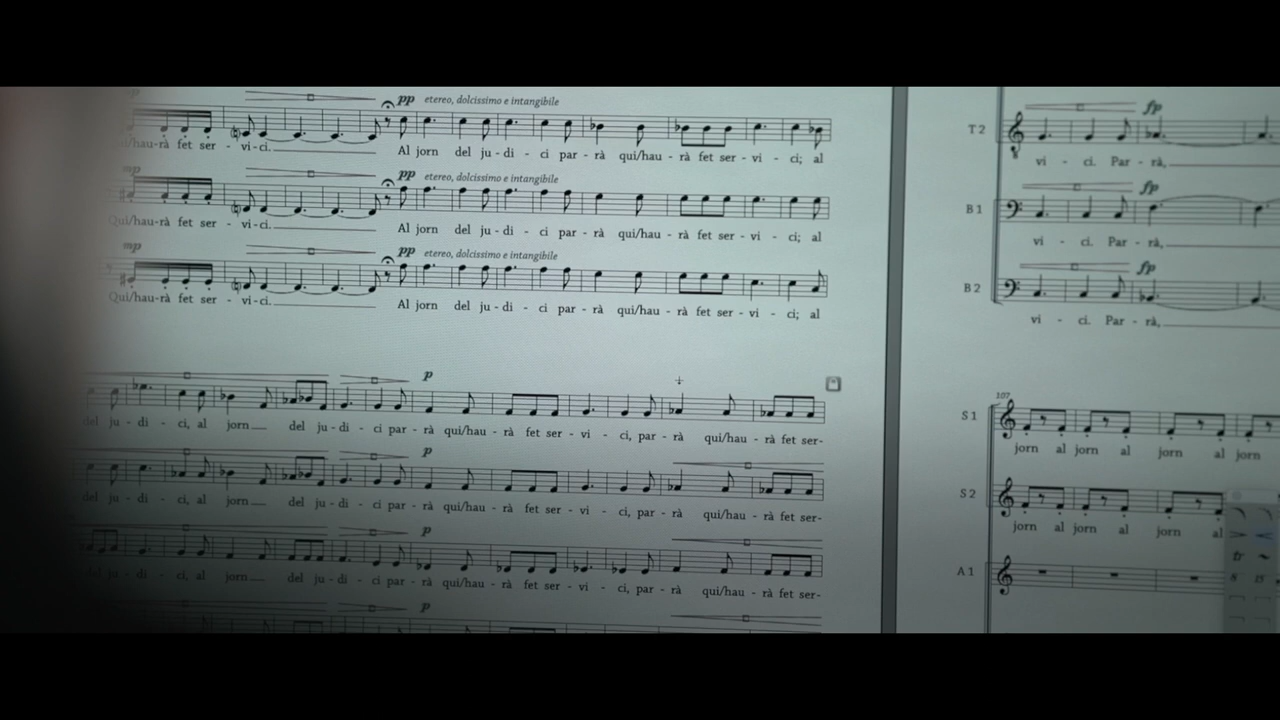 pp etereo, dolcissimo e intangibile
qui/hau-rà fet ser - vi-ci. Al jorn del ju - di - ci par - rà qui/hau - rà fet ser - vi - ci; al
mp pp etereo, dolcissimo e intangibile
Qui/hau-rà fet ser - vi-ci. Al jorn del ju - di - ci par - rà qui/hau - rà fet ser - vi - ci; al
mp pp etereo, dolcissimo e intangibile
Qui/hau-rà fet ser - vi-ci. Al jorn del ju - di - ci par - rà qui/hau - rà fet ser - vi - ci; al
p
del ju - di - ci, al jorn del ju - di - ci par - rà qui/hau - rà fet ser - vi - ci, par - rà qui/hau - rà fet ser-
p
del ju - di - ci, al jorn del ju - di - ci par - rà qui/hau - rà fet ser - vi - ci, par - rà qui/hau - rà fet ser-
p
del ju - di - ci, al jorn del ju - di - ci par - rà qui/hau - rà fet ser - vi - ci, par - rà qui/hau - rà fet ser-
p
fp
T 2
vi - ci. Par - rà,
fp
B 1
vi - ci. Par - rà,
fp
B 2
vi - ci. Par - rà,
107
S 1
jorn al jorn al jorn al jorn
S 2
jorn al jorn al jorn al
A 1
tr
8 15